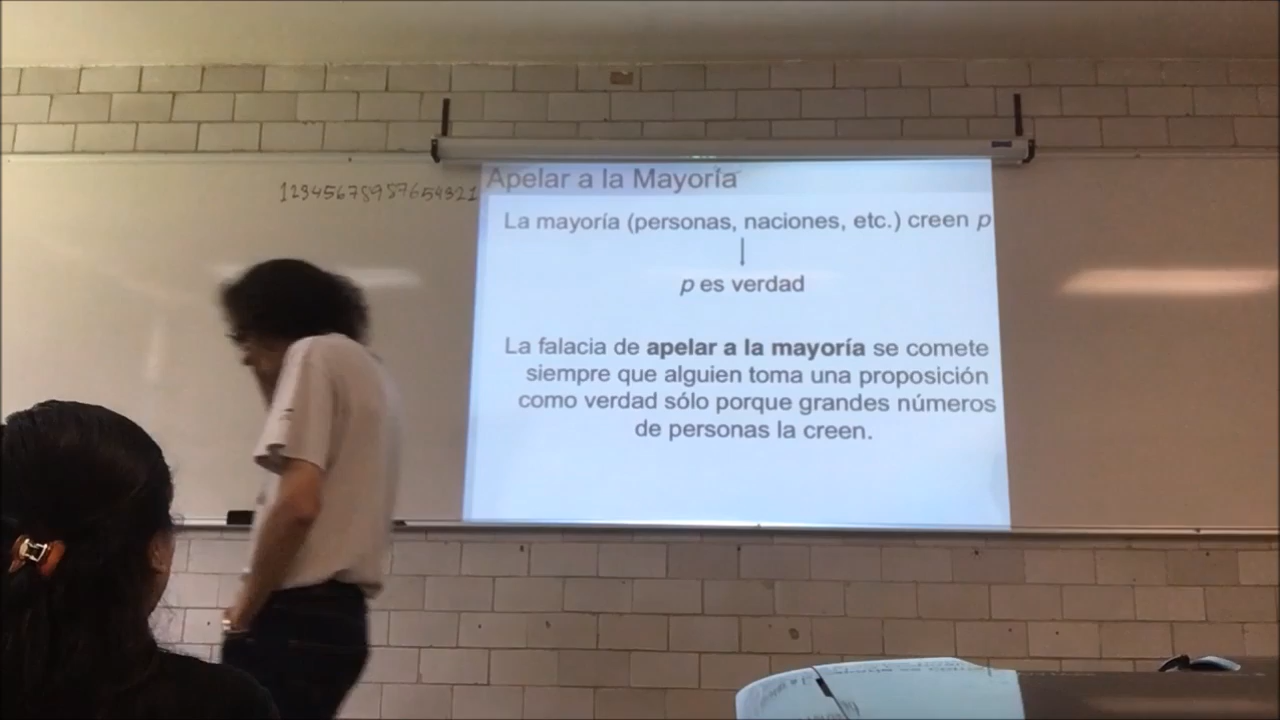 12345678987654321
Apelar a la Mayoría
La mayoría (personas, naciones, etc.) creen p
p es verdad
La falacia de apelar a la mayoría se comete
siempre que alguien toma una proposición
como verdad sólo porque grandes números
de personas la creen.